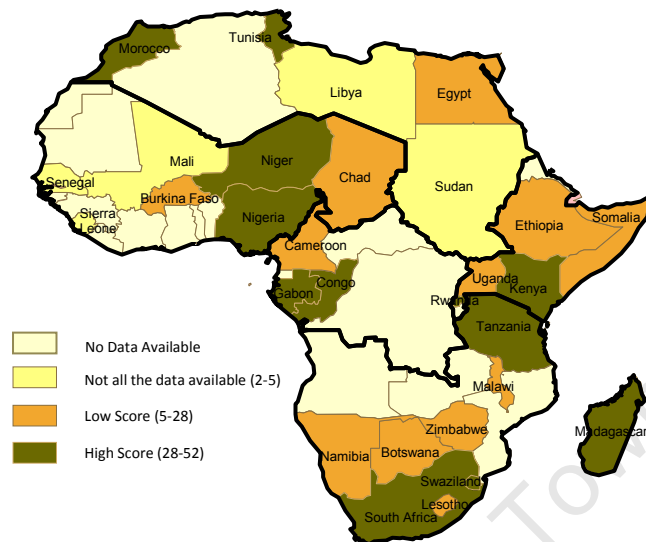 Tunisia
Morocco
Libya
Egypt
Mali
Niger
Senegal
Chad
Sudan
Burkina Faso
Sierra
Leone
Nigeria
Ethiopia
Somalia
Cameroon
Uganda
Congo
Gabon
Kenya
Rwanda
Tanzania
No Data Available
Not all the data available (2-5)
Malawi
Low Score (5-28)
Zimbabwe
Madagascar
Namibia
Botswana
High Score (28-52)
Swaziland
Lesotho
South Africa